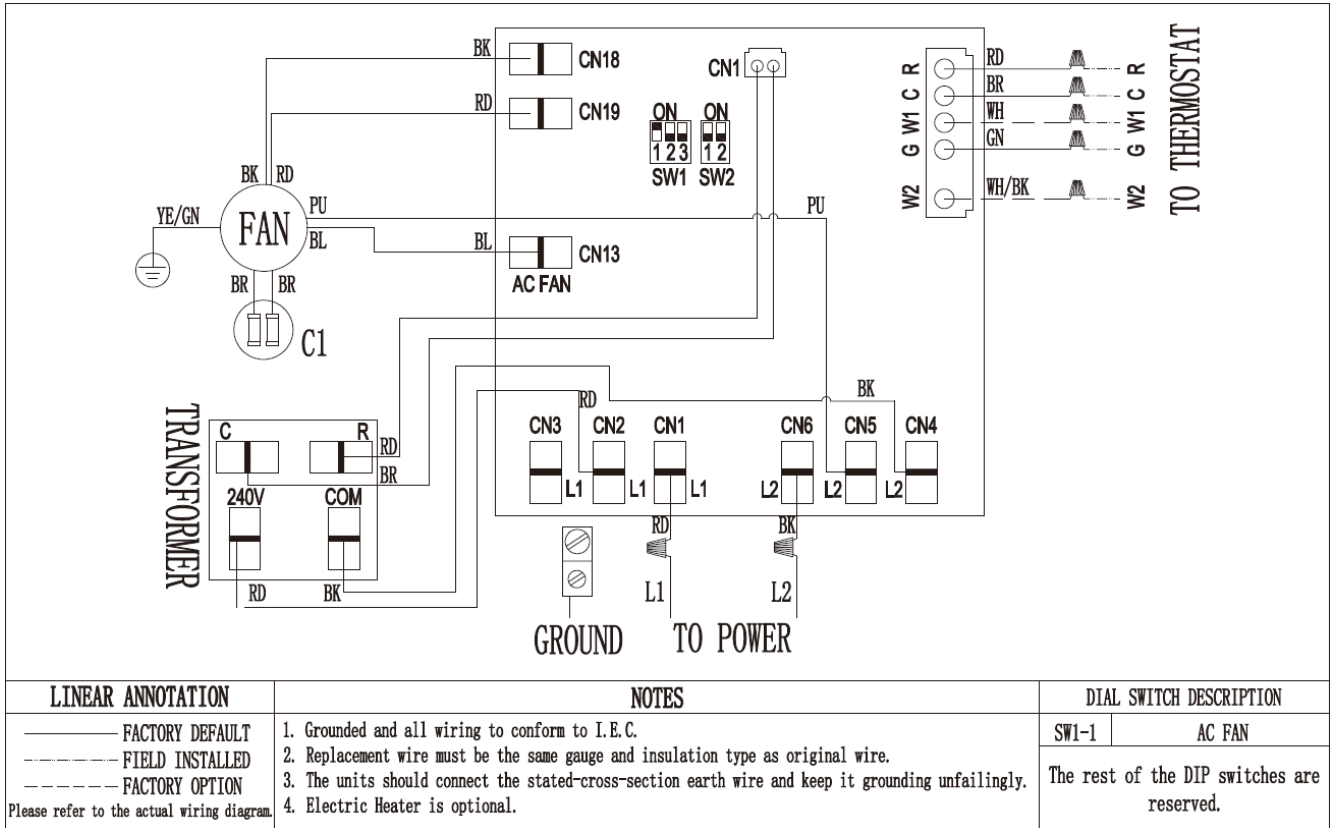 BK
CN18
CN1
RD
CN19
ON ON
1 2 3 1 2
SW1 SW2
R RD R
C BR C
W1 WH W1
G GN G
W2 WH/BK W2
TO THERMOSTAT
BK RD
YE/GN
FAN
PU PU
BL BL
CN13
AC FAN
BR BR
C1
TRANSFORMER
C R
RD
BR
240V COM
RD BK
RD
BK
CN3 CN2 CN1 CN6 CN5 CN4
L1 L1 L1 L2 L2 L2
RD BK
L1 L2
GROUND TO POWER
LINEAR ANNOTATION
FACTORY DEFAULT
FIELD INSTALLED
FACTORY OPTION
Please refer to the actual wiring diagram.
NOTES
1. Grounded and all wiring to conform to I.E.C.
2. Replacement wire must be the same gauge and insulation type as original wire.
3. The units should connect the stated-cross-section earth wire and keep it grounding unfailingly.
4. Electric Heater is optional.
DIAL SWITCH DESCRIPTION
SW1-1 AC FAN
The rest of the DIP switches are
reserved.